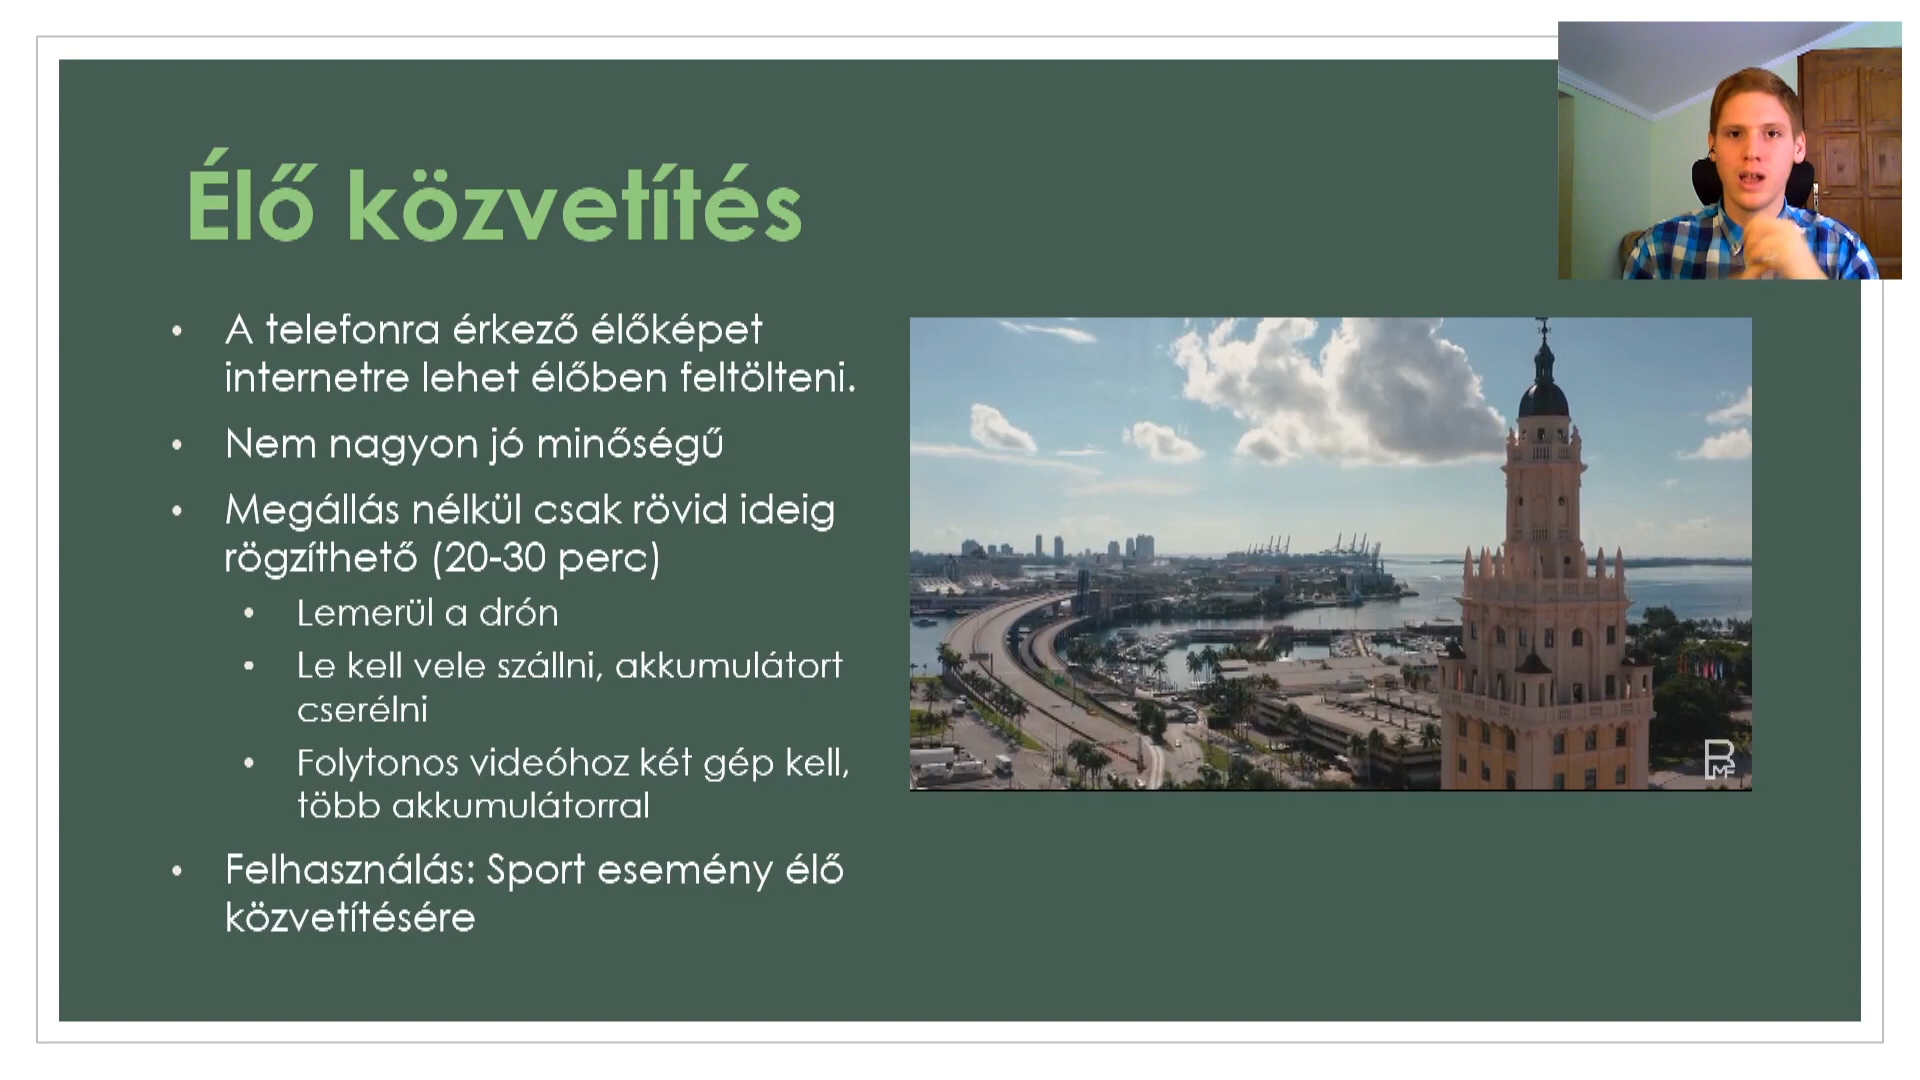 Élő közvetítés
A telefonra érkező élőképet
internetre lehet élőben feltölteni.
Nem nagyon jó minőségű
Megállás nélkül csak rövid ideig
rögzíthető (20-30 perc)
Lemerül a drón
Le kell vele szállni, akkumulátort
cserélni
Folytonos videóhoz két gép kell,
több akkumulátorral
Felhasználás: Sport esemény élő
közvetítésére